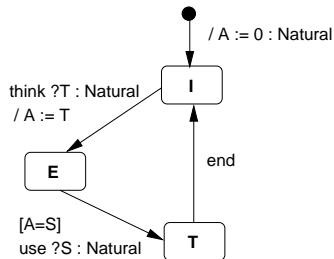 / A := 0 : Natural
think ?T : Natural
/ A := T
I
end
E
[A=S]
use ?S : Natural
T